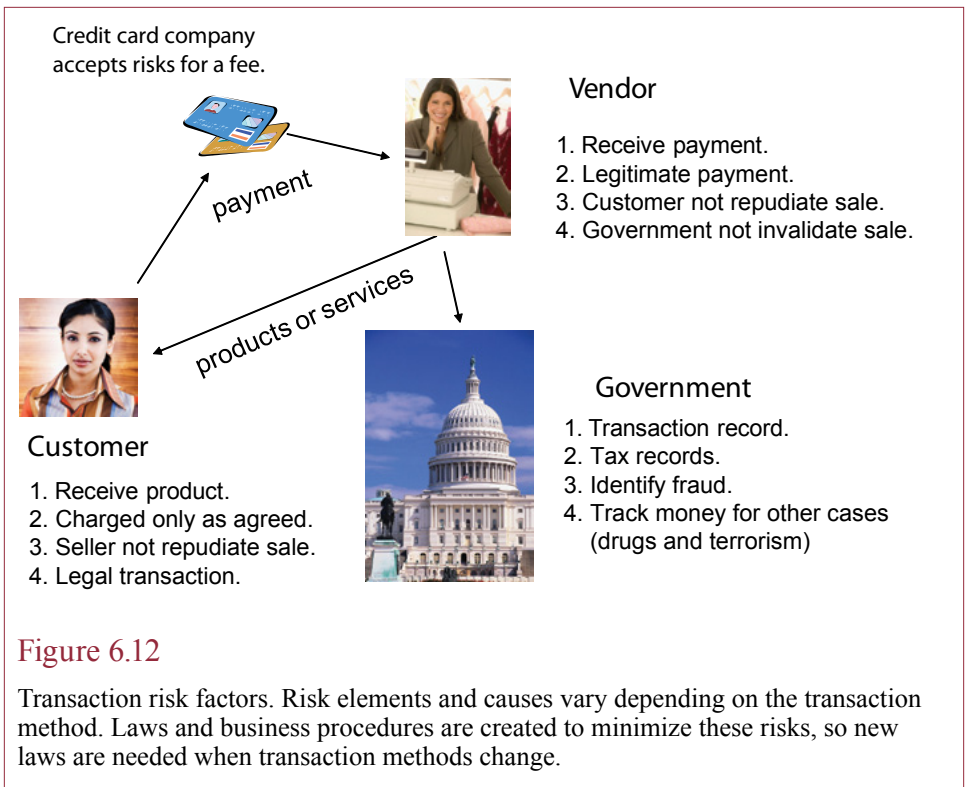 Credit card company
accepts risks for a fee.
payment
Vendor
1. Receive payment.
2. Legitimate payment.
3. Customer not repudiate sale.
4. Government not invalidate sale.
products or services
Customer
1. Receive product.
2. Charged only as agreed.
3. Seller not repudiate sale.
4. Legal transaction.
Government
1. Transaction record.
2. Tax records.
3. Identify fraud.
4. Track money for other cases
(drugs and terrorism)
Figure 6.12
Transaction risk factors. Risk elements and causes vary depending on the transaction
method. Laws and business procedures are created to minimize these risks, so new
laws are needed when transaction methods change.